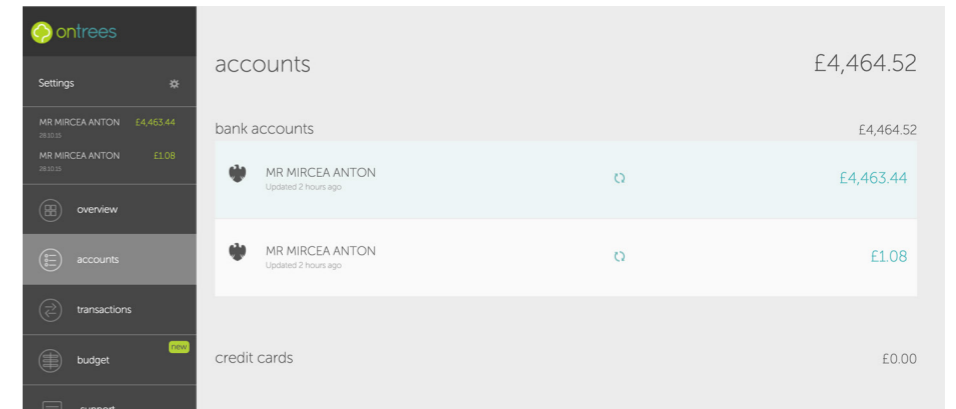 ontrees
Settings
MR MIRCEA ANTON £4,463.44
28.10.15
MR MIRCEA ANTON £1.08
28.10.15
overview
accounts
transactions
new
budget
support
accounts £4,464.52
bank accounts £4,464.52
MR MIRCEA ANTON £4,463.44
Updated 2 hours ago
MR MIRCEA ANTON £1.08
Updated 2 hours ago
credit cards £0.00